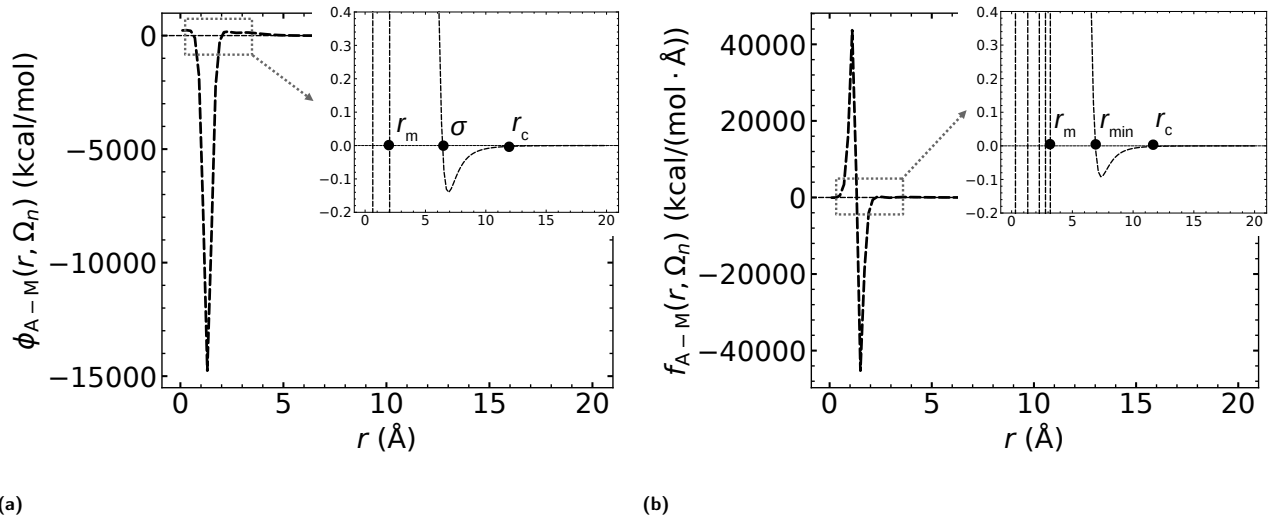 0
−5000
−10000
−15000
0 5 10 15 20
r (Å)
ϕA−M(r, Ωn) (kcal/mol)
0.4
0.3
0.2
0.1
0.0
−0.1
−0.2
0 5 10 15 20
rm σ rc
(a)
40000
20000
0
−20000
−40000
0 5 10 15 20
r (Å)
fA−M(r, Ωn) (kcal/(mol · Å))
0.4
0.3
0.2
0.1
0.0
−0.1
−0.2
0 5 10 15 20
rm rmin rc
(b)